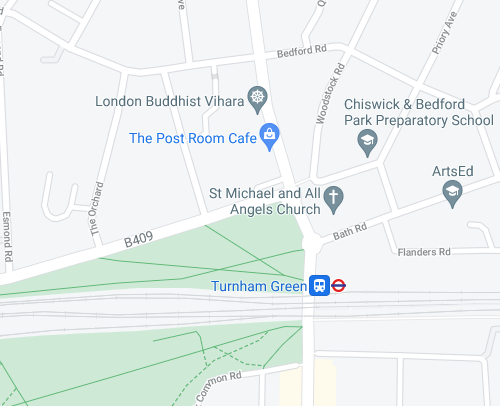 Bedford Rd
Priory Ave
Woodstock Rd
London Buddhist Vihara
Chiswick & Bedford
Park Preparatory School
The Post Room Cafe
ArtsEd
St Michael and All
Angels Church
The Orchard
Esmond Rd
B409
Bath Rd
Flanders Rd
Turnham Green
Common Rd